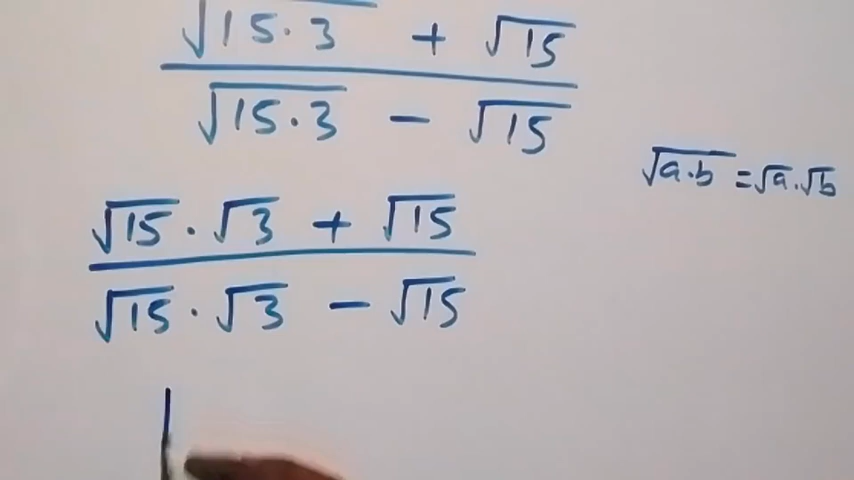 √15·3 + √15
√15·3 - √15
√a·b = √a·√b
√15·√3 + √15
√15·√3 - √15